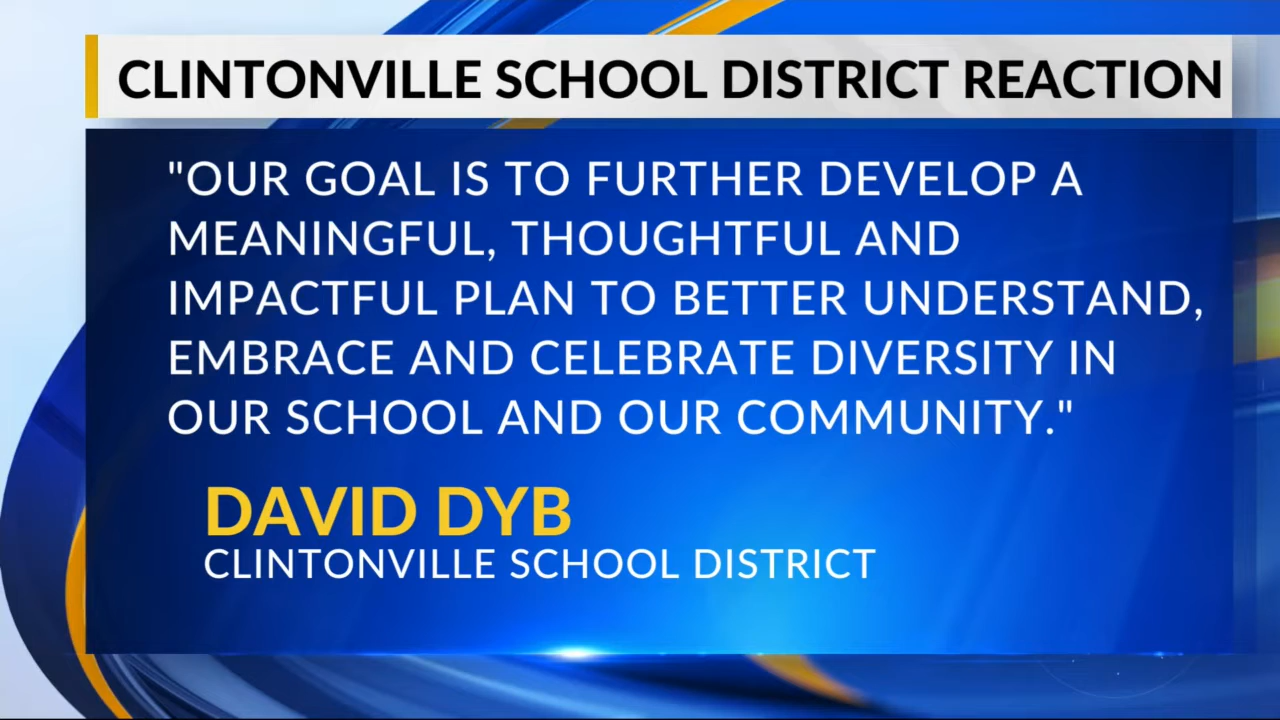 CLINTONVILLE SCHOOL DISTRICT REACTION
"OUR GOAL IS TO FURTHER DEVELOP A
MEANINGFUL, THOUGHTFUL AND
IMPACTFUL PLAN TO BETTER UNDERSTAND,
EMBRACE AND CELEBRATE DIVERSITY IN
OUR SCHOOL AND OUR COMMUNITY."
DAVID DYB
CLINTONVILLE SCHOOL DISTRICT